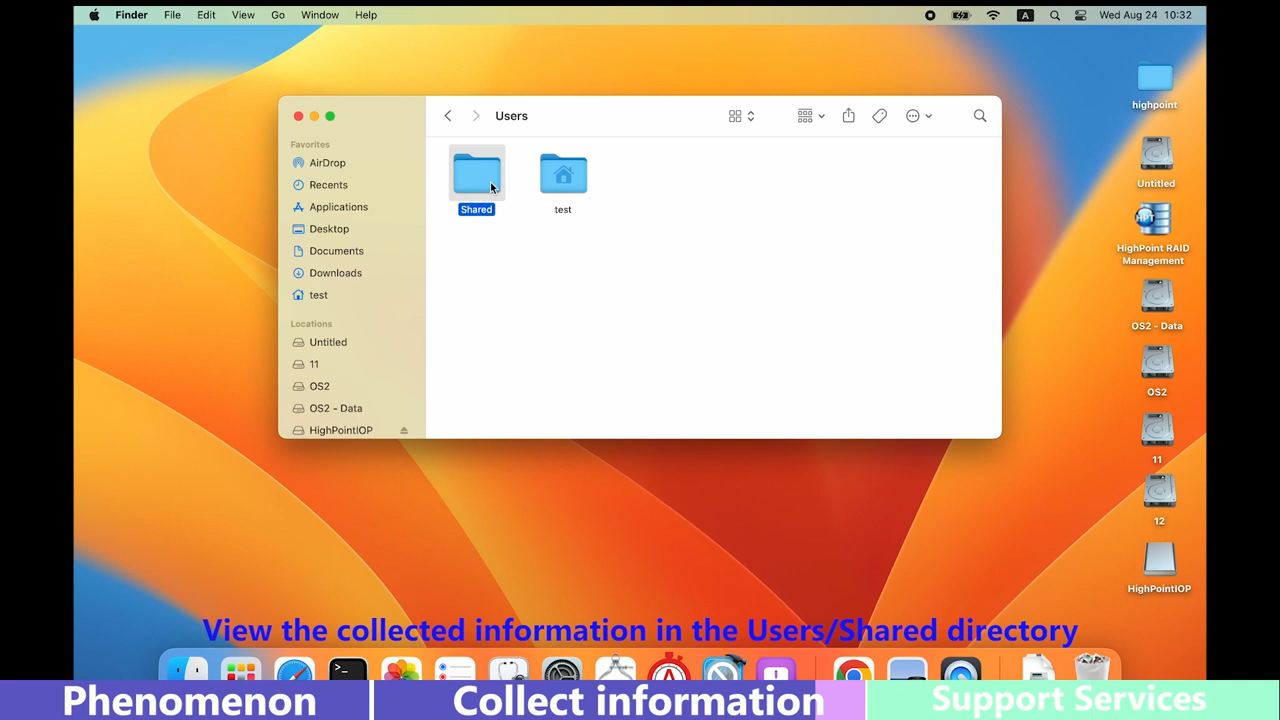 Finder File Edit View Go Window Help
A Wed Aug 24 10:32
Users
Favorites
AirDrop
Recents
Applications
Desktop
Documents
Downloads
test
Locations
Untitled
11
OS2
OS2 - Data
HighPointIOP
Shared
test
highpoint
Untitled
HPT
HighPoint RAID
Management
OS2 - Data
OS2
11
12
HighPointIOP
View the collected information in the Users/Shared directory
>_
Phenomenon
Collect information
Support Services